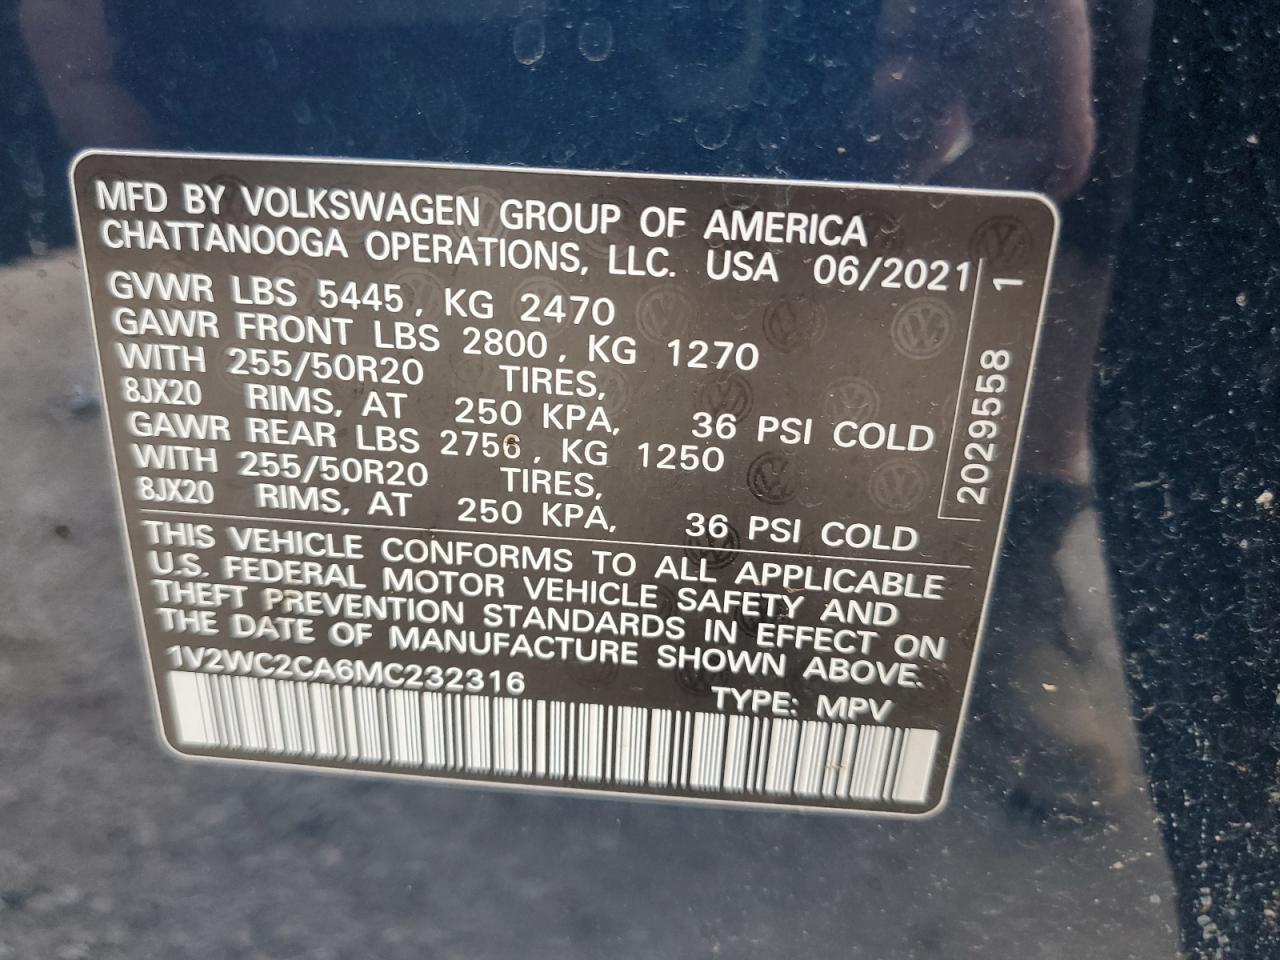 MFD BY VOLKSWAGEN GROUP OF AMERICA
CHATTANOOGA OPERATIONS, LLC. USA 06/2021
GVWR LBS 5445, KG 2470
GAWR FRONT LBS 2800, KG 1270
WITH 255/50R20 TIRES,
8JX20 RIMS, AT 250 KPA, 36 PSI COLD
GAWR REAR LBS 2756, KG 1250
WITH 255/50R20 TIRES,
8JX20 RIMS, AT 250 KPA, 36 PSI COLD
2029558 1
THIS VEHICLE CONFORMS TO ALL APPLICABLE
U.S. FEDERAL MOTOR VEHICLE SAFETY AND
THEFT PREVENTION STANDARDS IN EFFECT ON
THE DATE OF MANUFACTURE SHOWN ABOVE.
1V2WC2CA6MC232316 TYPE: MPV